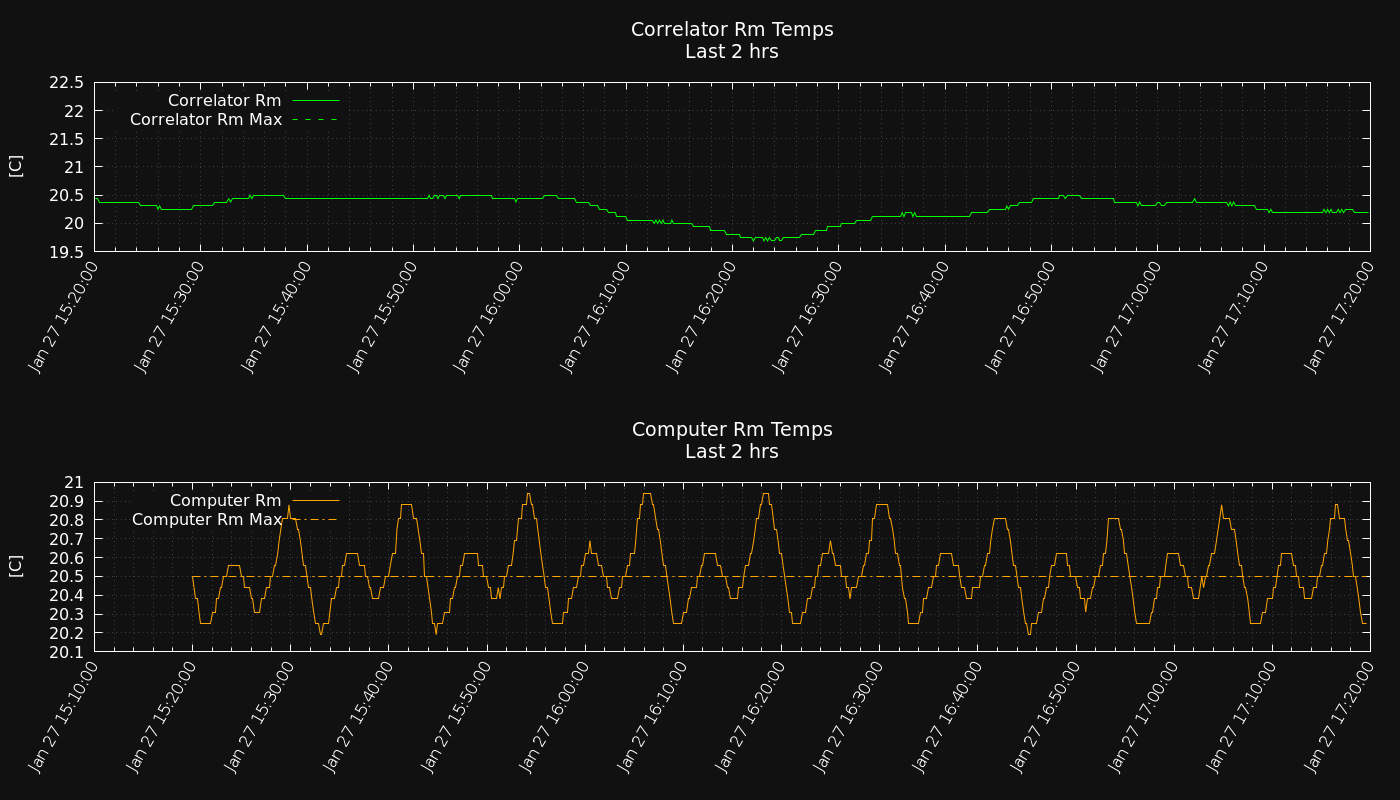 Correlator Rm Temps
Last 2 hrs
22.5
22
21.5
21
20.5
20
19.5
[C]
Correlator Rm
Correlator Rm Max
Jan 27 15:20:00
Jan 27 15:30:00
Jan 27 15:40:00
Jan 27 15:50:00
Jan 27 16:00:00
Jan 27 16:10:00
Jan 27 16:20:00
Jan 27 16:30:00
Jan 27 16:40:00
Jan 27 16:50:00
Jan 27 17:00:00
Jan 27 17:10:00
Jan 27 17:20:00
Computer Rm Temps
Last 2 hrs
21
20.9
20.8
20.7
20.6
20.5
20.4
20.3
20.2
20.1
[C]
Computer Rm
Computer Rm Max
Jan 27 15:10:00
Jan 27 15:20:00
Jan 27 15:30:00
Jan 27 15:40:00
Jan 27 15:50:00
Jan 27 16:00:00
Jan 27 16:10:00
Jan 27 16:20:00
Jan 27 16:30:00
Jan 27 16:40:00
Jan 27 16:50:00
Jan 27 17:00:00
Jan 27 17:10:00
Jan 27 17:20:00